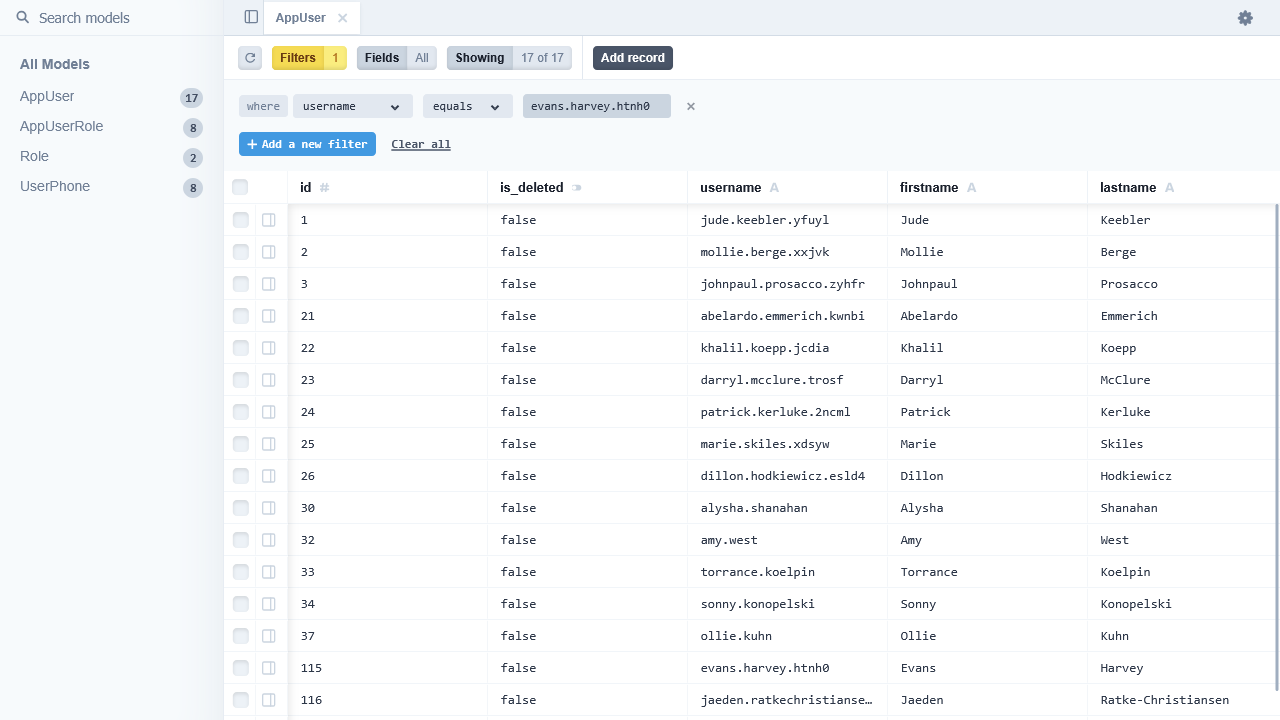 Search models
AppUser
Filters 1 Fields All Showing 17 of 17 Add record
All Models
AppUser 17
AppUserRole 8
Role 2
UserPhone 8
where username equals evans.harvey.htnh0
Add a new filter Clear all
id # is_deleted username A firstname A lastname A
1 false jude.keebler.yfuyl Jude Keebler
2 false mollie.berge.xxjvk Mollie Berge
3 false johnpaul.prosacco.zyhfr Johnpaul Prosacco
21 false abelardo.emmerich.kwnbi Abelardo Emmerich
22 false khalil.koepp.jcdia Khalil Koepp
23 false darryl.mcclure.trosf Darryl McClure
24 false patrick.kerluke.2ncml Patrick Kerluke
25 false marie.skiles.xdsyw Marie Skiles
26 false dillon.hodkiewicz.esld4 Dillon Hodkiewicz
30 false alysha.shanahan Alysha Shanahan
32 false amy.west Amy West
33 false torrance.koelpin Torrance Koelpin
34 false sonny.konopelski Sonny Konopelski
37 false ollie.kuhn Ollie Kuhn
115 false evans.harvey.htnh0 Evans Harvey
116 false jaeden.ratkechristianse… Jaeden Ratke-Christiansen